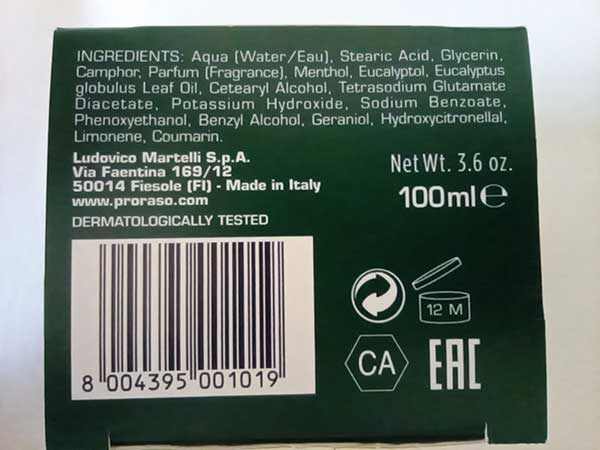 INGREDIENTS: Aqua (Water/Eau), Stearic Acid, Glycerin,
Camphor, Parfum (Fragrance), Menthol, Eucalyptol, Eucalyptus
globulus Leaf Oil, Cetearyl Alcohol, Tetrasodium Glutamate
Diacetate, Potassium Hydroxide, Sodium Benzoate,
Phenoxyethanol, Benzyl Alcohol, Geraniol, Hydroxycitronellal,
Limonene, Coumarin.
Ludovico Martelli S.p.A.
Via Faentina 169/12
50014 Fiesole (FI) - Made in Italy
www.proraso.com
DERMATOLOGICALLY TESTED
Net Wt. 3.6 oz.
100ml ℮
12 M
CA
EAC
8 004395 001019